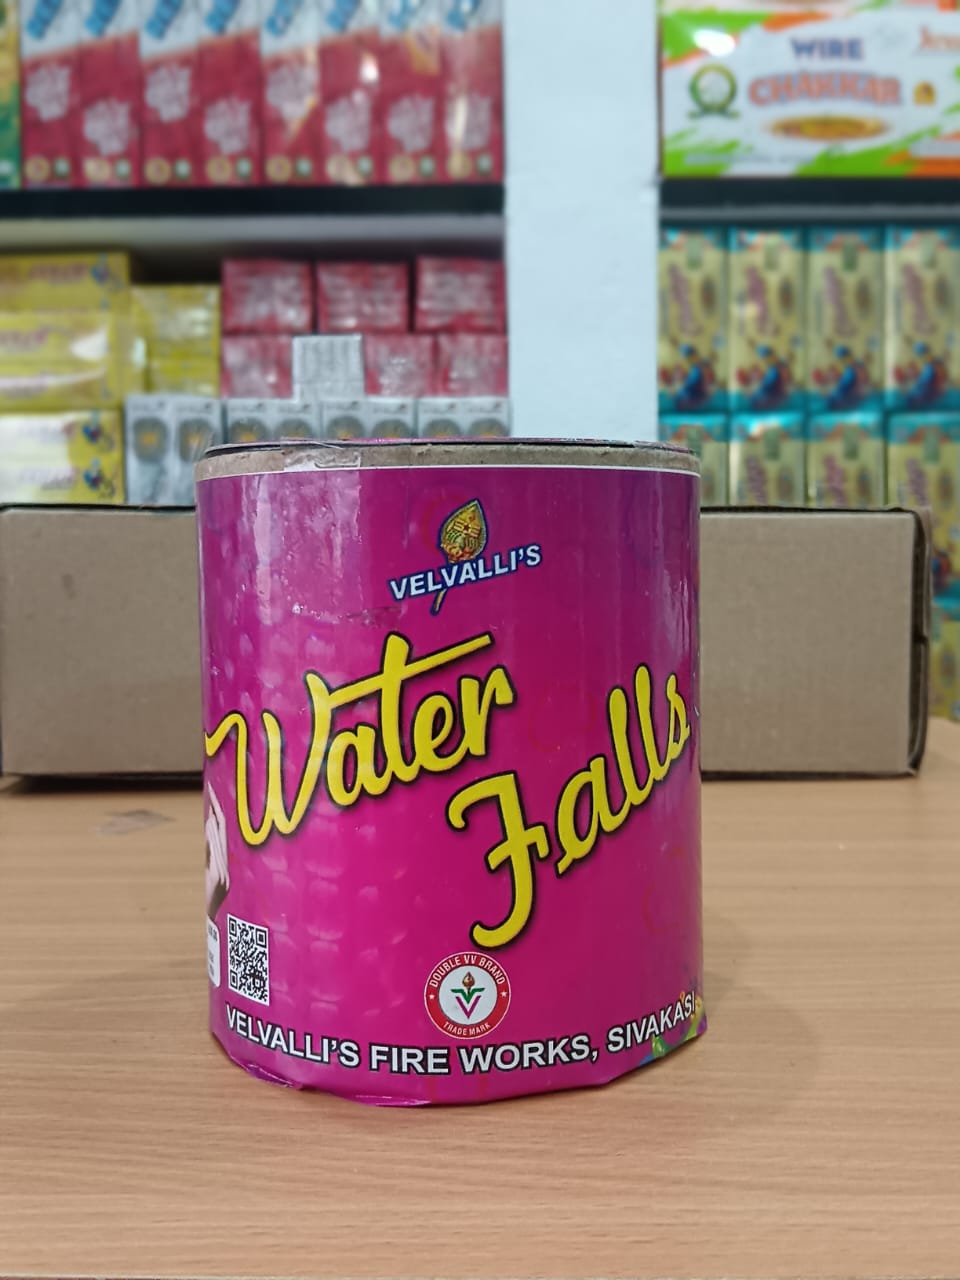 WIRE
CHAKKAR
VELVALLI'S
Water
Falls
DOUBLE VV BRAND
TRADE MARK
VELVALLI'S FIRE WORKS, SIVAKASI